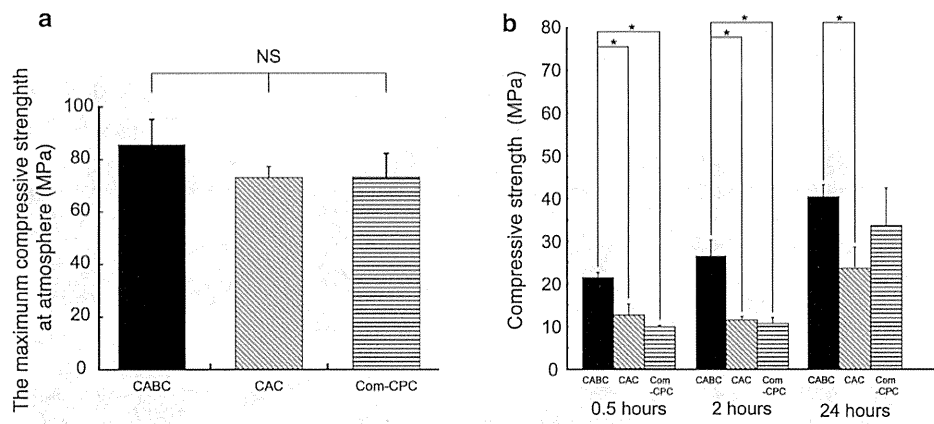 a
NS
The maximunm compressive strenghth
at atmosphere (MPa)
100
80
60
40
20
0
CABC
CAC
Com-CPC
b
*
*
*
*
*
Compressive strength (MPa)
80
70
60
50
40
30
20
10
0
CABC
CAC
Com
-CPC
CABC
CAC
Com
-CPC
CABC
CAC
Com
-CPC
0.5 hours
2 hours
24 hours